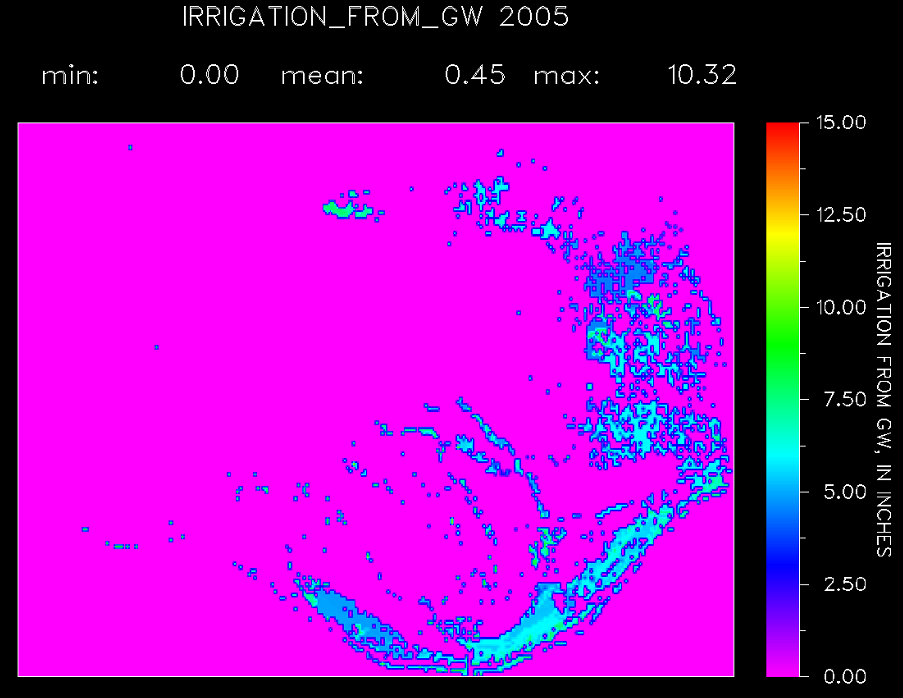 IRRIGATION_FROM_GW 2005
min: 0.00 mean: 0.45 max: 10.32
15.00
12.50
10.00
7.50
5.00
2.50
0.00
IRRIGATION FROM GW, IN INCHES